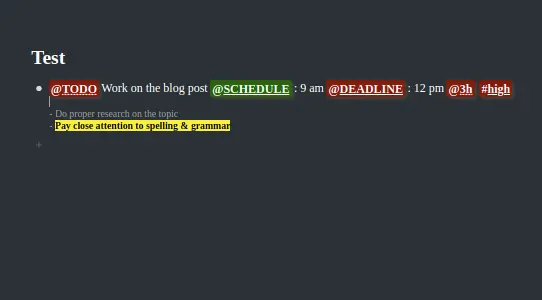 Test
@TODO Work on the blog post @SCHEDULE : 9 am @DEADLINE : 12 pm @3h #high
- Do proper research on the topic
- Pay close attention to spelling & grammar
+